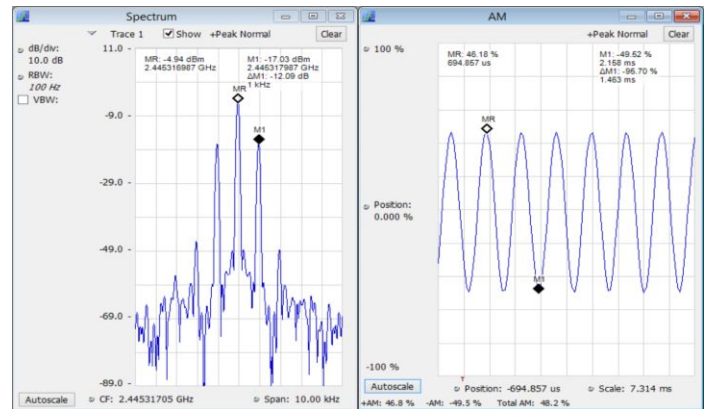 Spectrum
Trace 1 Show +Peak Normal Clear
dB/div:
10.0 dB
RBW:
100 Hz
VBW:
11.0
-9.0
-29.0
-49.0
-69.0
-89.0
MR: -4.94 dBm
2.445316987 GHz
M1: -17.03 dBm
2.445317987 GHz
ΔM1: -12.09 dB
1 kHz
MR
M1
Autoscale CF: 2.44531705 GHz Span: 10.00 kHz
AM
+Peak Normal Clear
100 %
MR: 46.18 %
694.857 us
M1: -49.52 %
2.158 ms
ΔM1: -95.70 %
1.463 ms
MR
Position:
0.000 %
M1
-100 %
T
Autoscale Position: -694.857 us Scale: 7.314 ms
+AM: 46.8 % -AM: -49.5 % Total AM: 48.2 %